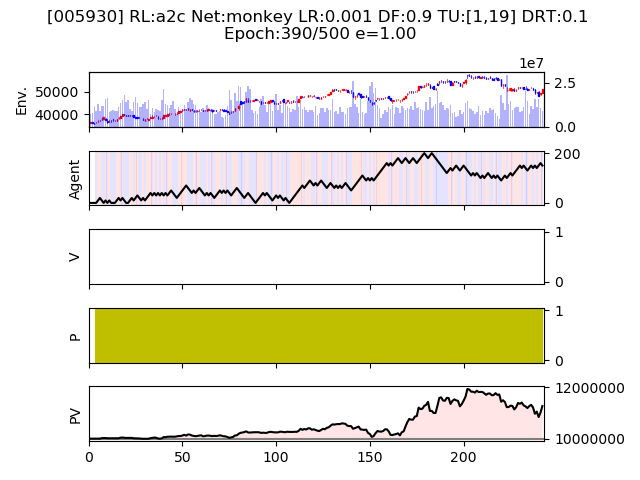 [005930] RL:a2c Net:monkey LR:0.001 DF:0.9 TU:[1,19] DRT:0.1
Epoch:390/500 e=1.00
1e7
Env.
50000
40000
2.5
0.0
Agent
200
0
V
1
0
P
1
0
PV
12000000
10000000
0 50 100 150 200